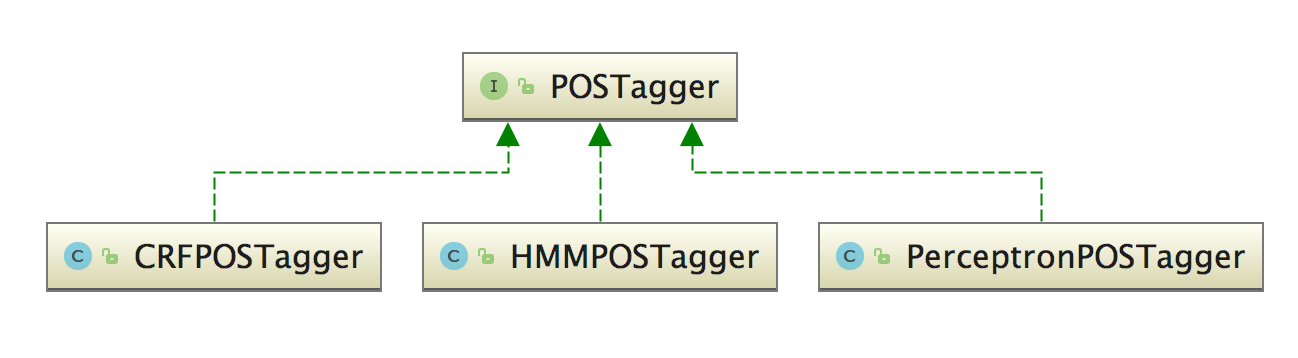 I POSTagger
C CRFPOSTagger
C HMMPOSTagger
C PerceptronPOSTagger